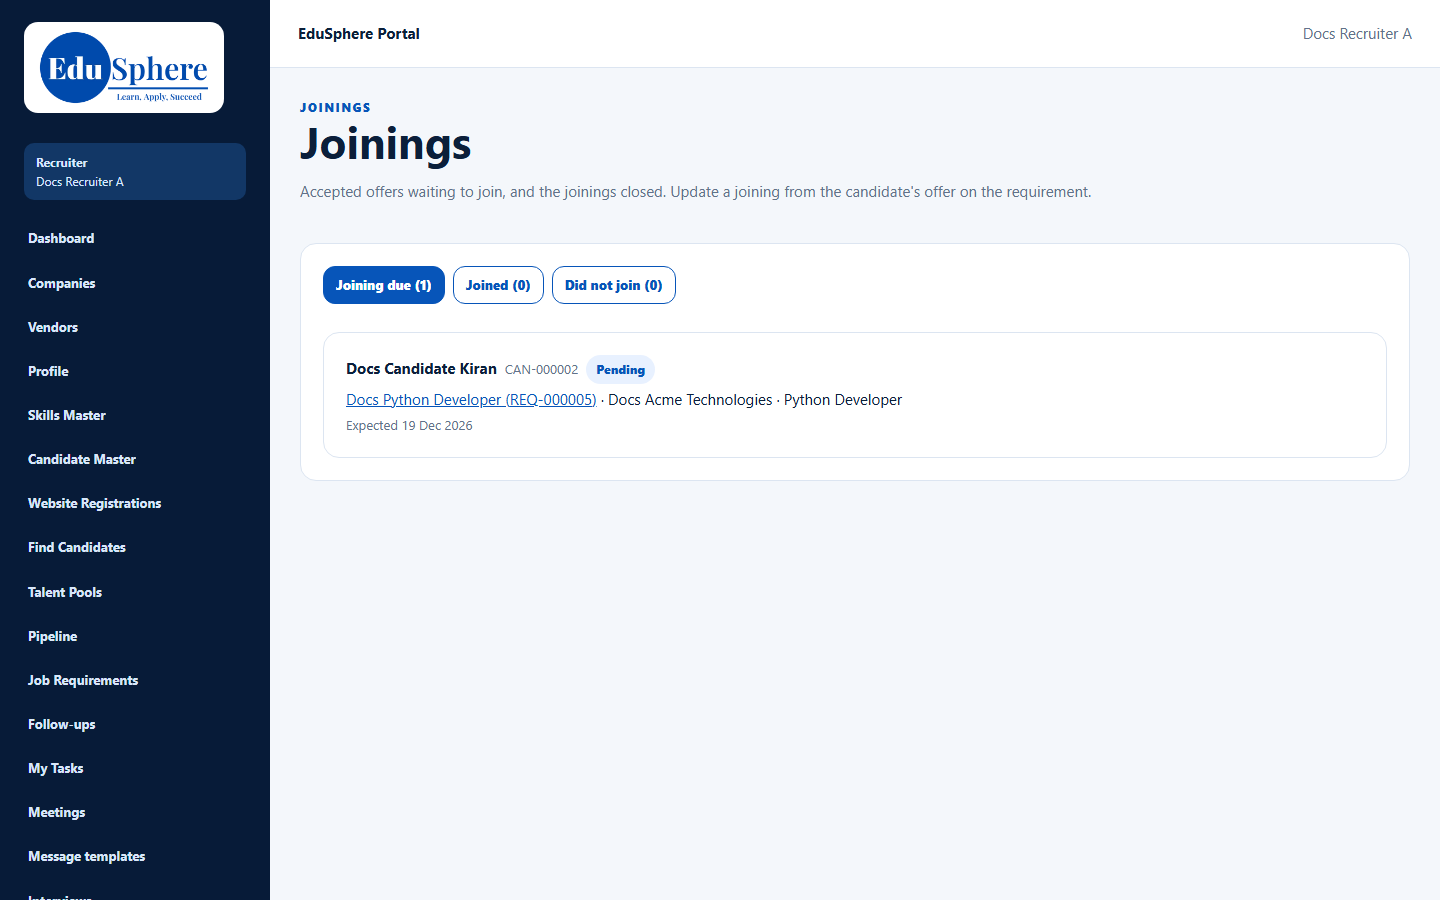 EduSphere
Learn. Apply, Succeed
Recruiter
Docs Recruiter A
Dashboard
Companies
Vendors
Profile
Skills Master
Candidate Master
Website Registrations
Find Candidates
Talent Pools
Pipeline
Job Requirements
Follow-ups
My Tasks
Meetings
Message templates
EduSphere Portal
Docs Recruiter A
JOININGS
Joinings
Accepted offers waiting to join, and the joinings closed. Update a joining from the candidate's offer on the requirement.
Joining due (1)
Joined (0)
Did not join (0)
Docs Candidate Kiran CAN-000002 Pending
Docs Python Developer (REQ-000005) · Docs Acme Technologies · Python Developer
Expected 19 Dec 2026